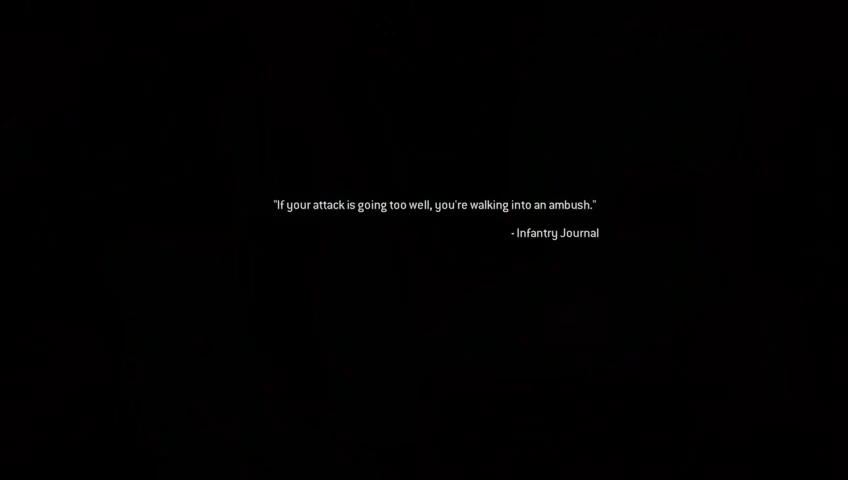 "If your attack is going too well, you're walking into an ambush."
- Infantry Journal